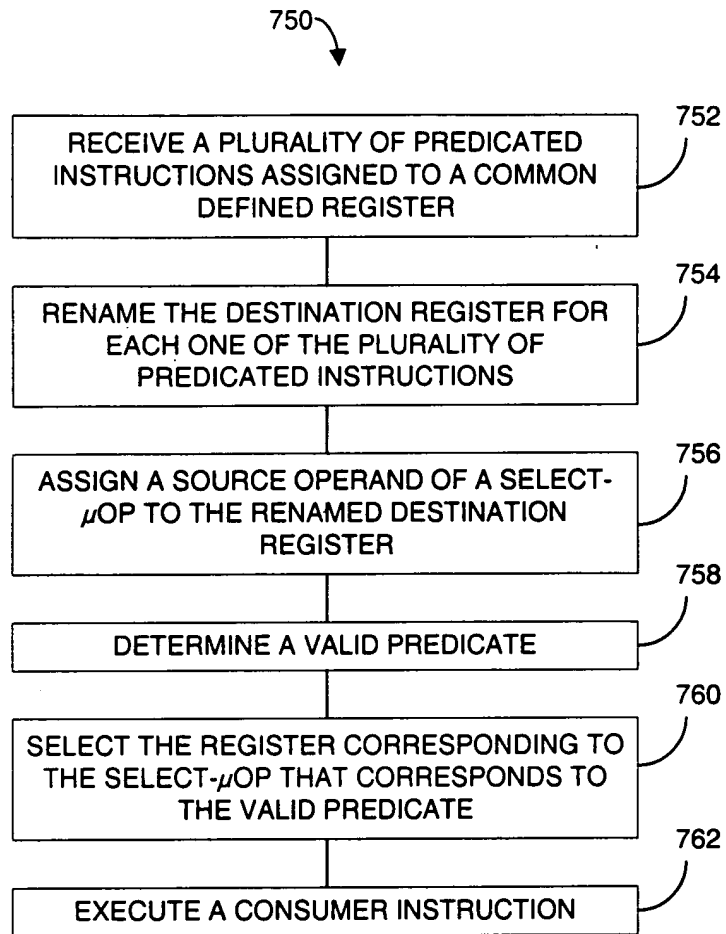 750
752
RECEIVE A PLURALITY OF PREDICATED
INSTRUCTIONS ASSIGNED TO A COMMON
DEFINED REGISTER
754
RENAME THE DESTINATION REGISTER FOR
EACH ONE OF THE PLURALITY OF
PREDICATED INSTRUCTIONS
756
ASSIGN A SOURCE OPERAND OF A SELECT-
μOP TO THE RENAMED DESTINATION
REGISTER
758
DETERMINE A VALID PREDICATE
760
SELECT THE REGISTER CORRESPONDING TO
THE SELECT-μOP THAT CORRESPONDS TO
THE VALID PREDICATE
762
EXECUTE A CONSUMER INSTRUCTION